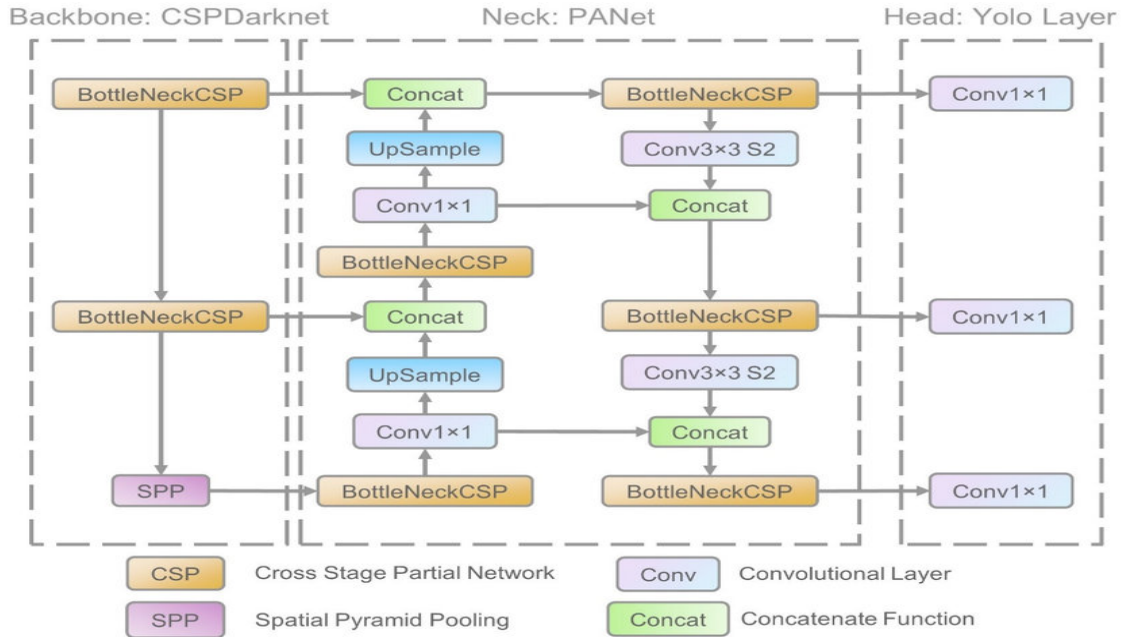 Backbone: CSPDarknet Neck: PANet Head: Yolo Layer
BottleNeckCSP Concat BottleNeckCSP Conv1×1
UpSample Conv3×3 S2
Conv1×1 Concat
BottleNeckCSP
BottleNeckCSP Concat BottleNeckCSP Conv1×1
UpSample Conv3×3 S2
Conv1×1 Concat
SPP BottleNeckCSP BottleNeckCSP Conv1×1
CSP Cross Stage Partial Network Conv Convolutional Layer
SPP Spatial Pyramid Pooling Concat Concatenate Function